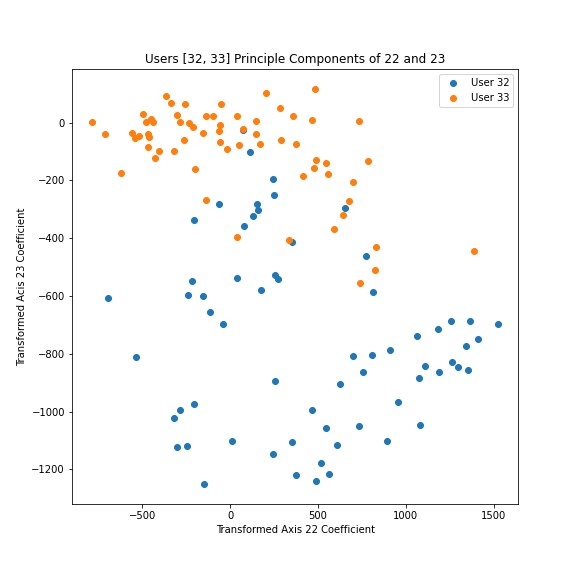 Users [32, 33] Principle Components of 22 and 23
User 32
User 33
0
−200
−400
−600
−800
−1000
−1200
Transformed Acis 23 Coefficient
−500
0
500
1000
1500
Transformed Axis 22 Coefficient